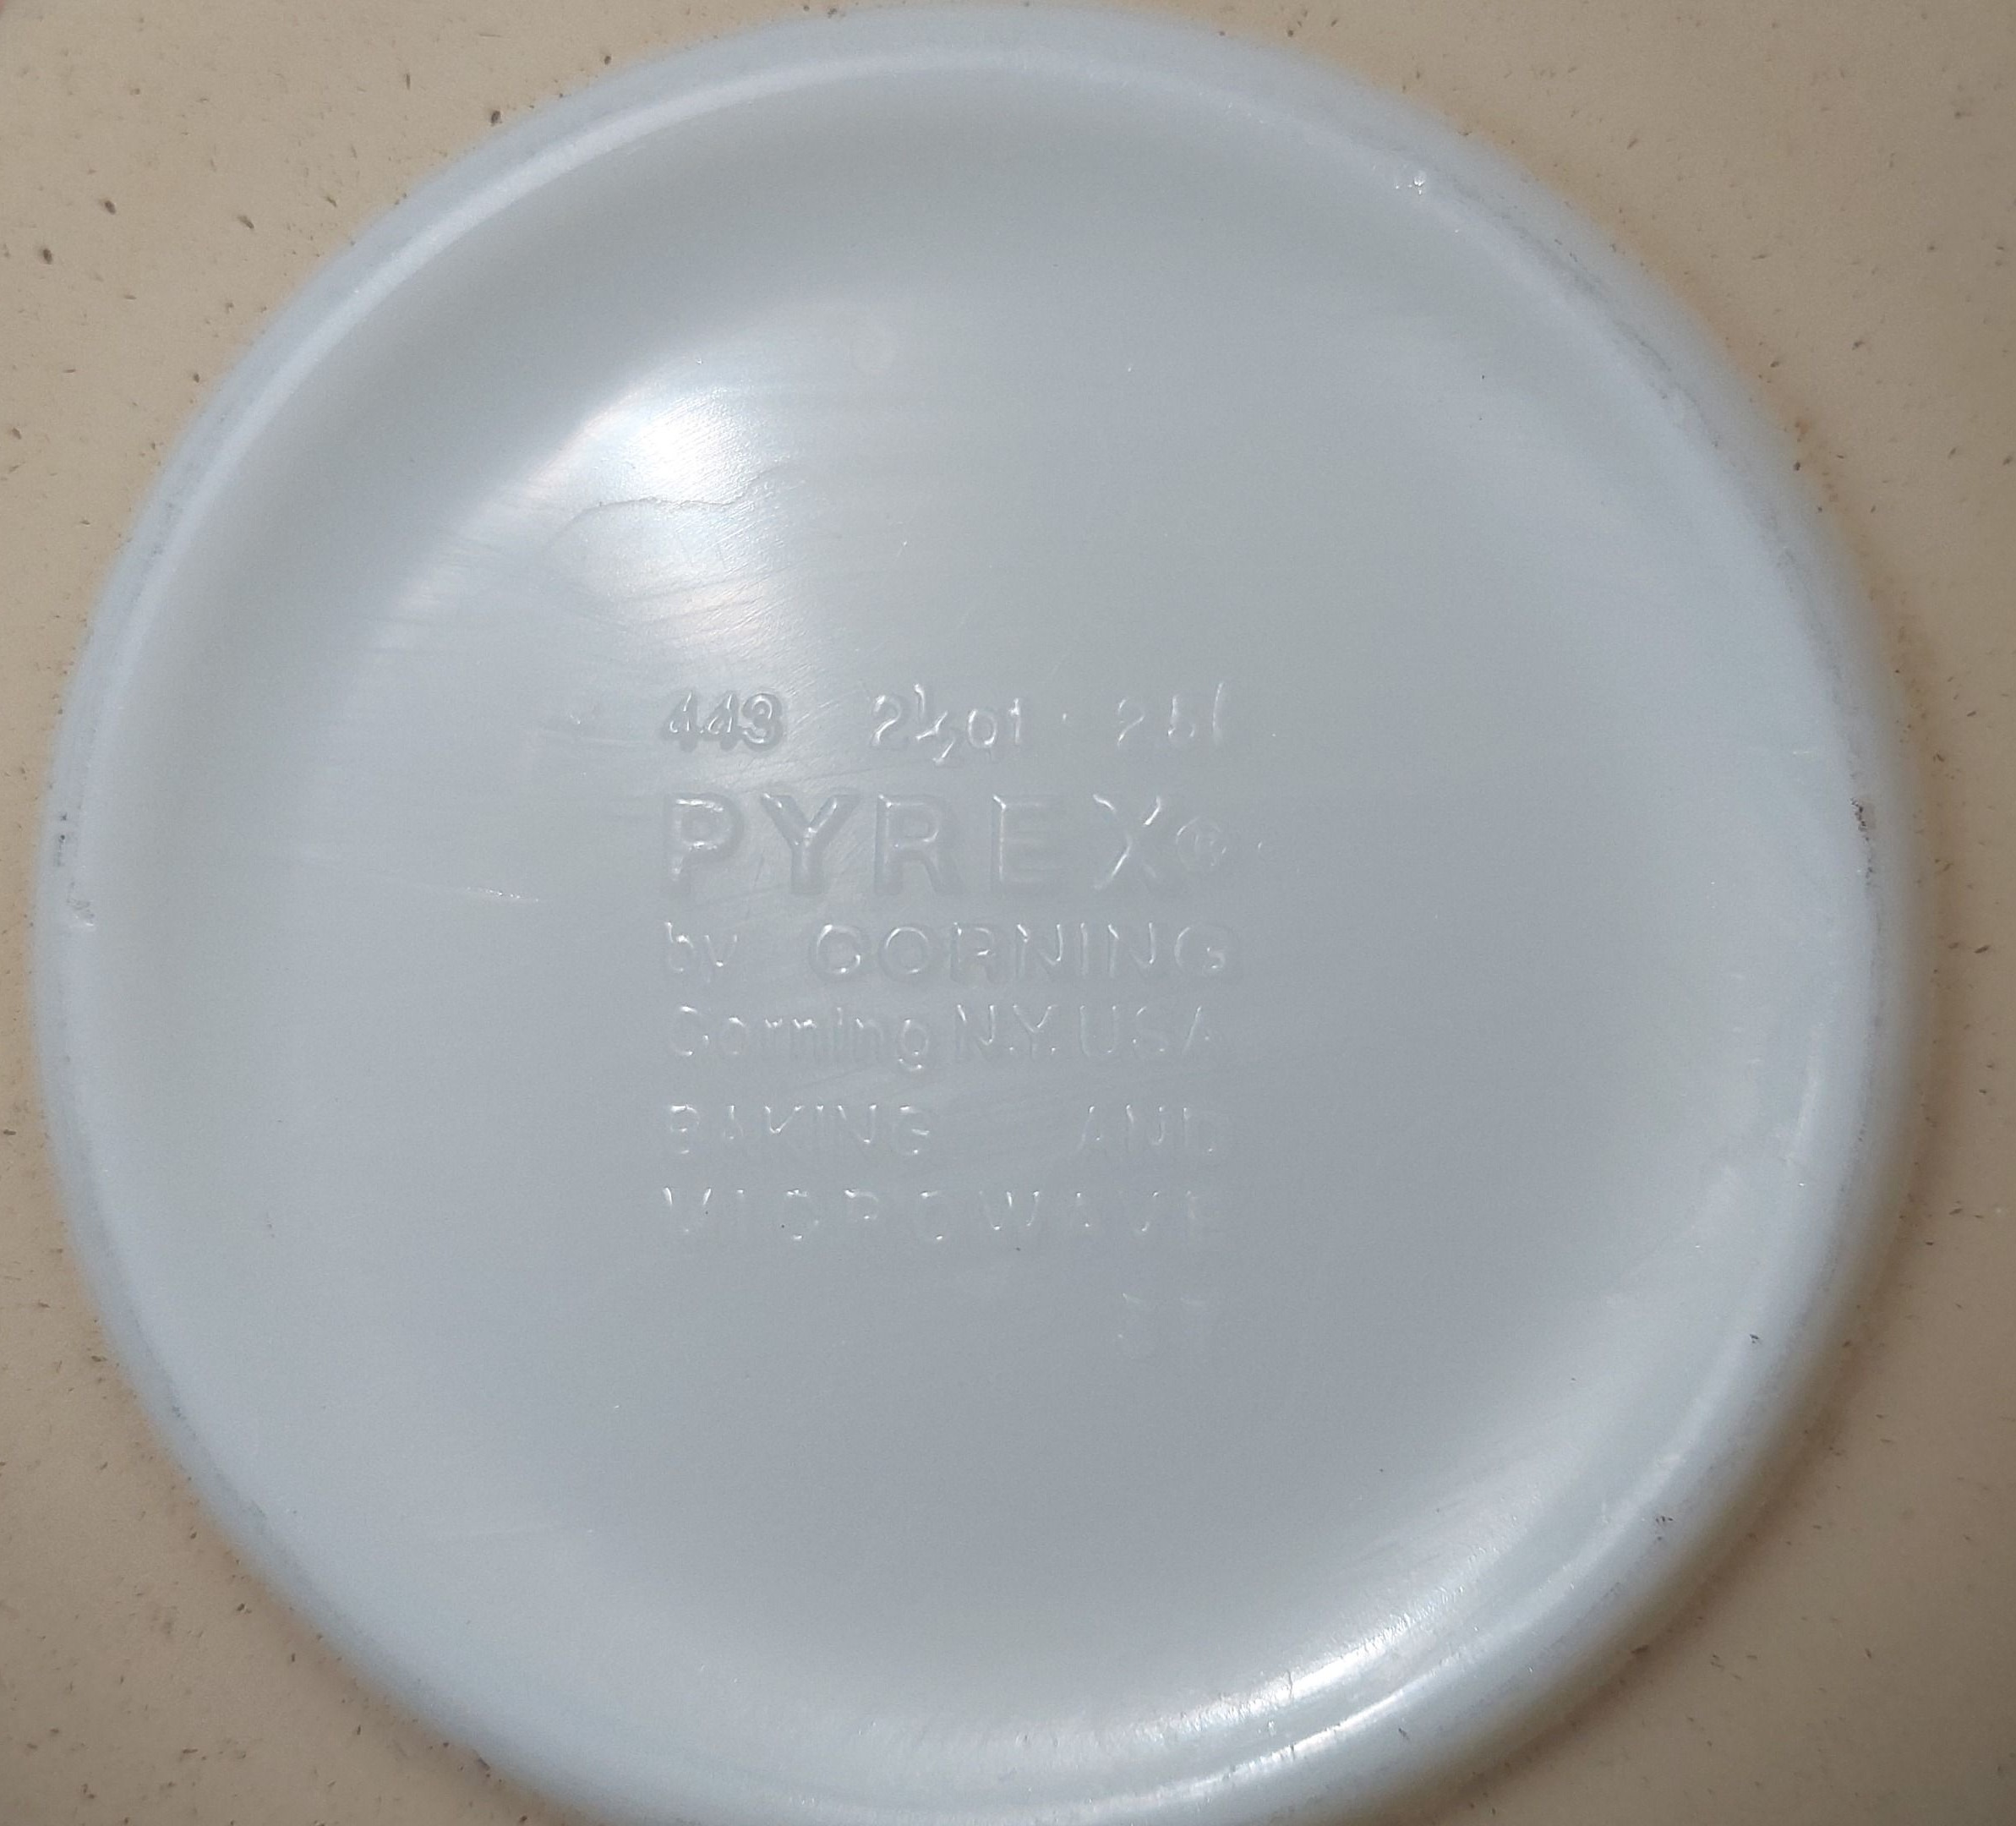 443 2½qt · 2.5l
PYREX®
by CORNING
Corning N.Y. USA
BAKING AND
MICROWAVE